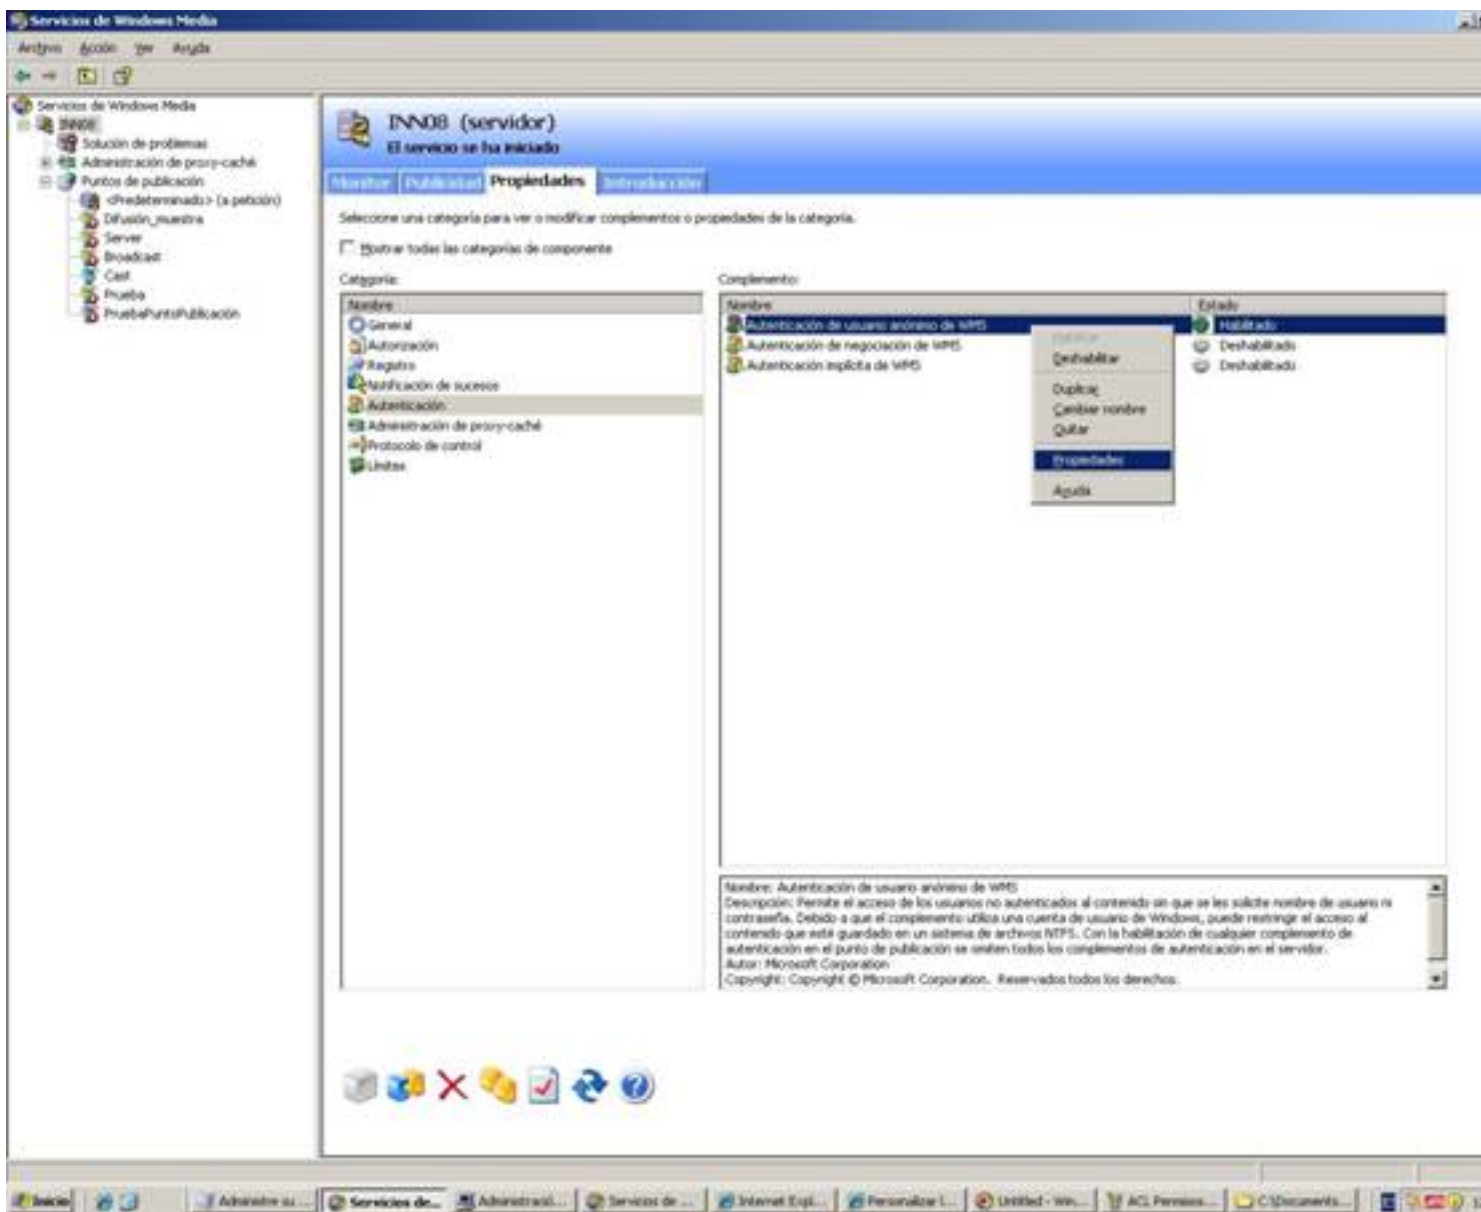 Servicios de Windows Media
Archivo Acción Ver Ayuda
Servicios de Windows Media
INN08
Solución de problemas
Administración de proxy-caché
Puntos de publicación
<Predeterminado> (a petición)
Difusión_muestra
Server
Broadcast
Cast
Prueba
PruebaPuntoPublicación
INN08 (servidor)
El servicio se ha iniciado
Monitor Publicidad Propiedades Introducción
Seleccione una categoría para ver o modificar complementos o propiedades de la categoría.
Mostrar todas las categorías de componente
Categoría:
Nombre
General
Autorización
Registro
Notificación de sucesos
Autenticación
Administración de proxy-caché
Protocolo de control
Límites
Complemento:
Nombre Estado
Autenticación de usuario anónimo de WMS Habilitado
Autenticación de negociación de WMS Deshabilitado
Autenticación implícita de WMS Deshabilitado
Habilitar
Deshabilitar
Duplicar
Cambiar nombre
Quitar
Propiedades
Ayuda
Nombre: Autenticación de usuario anónimo de WMS
Descripción: Permite el acceso de los usuarios no autenticados al contenido sin que se les solicite nombre de usuario ni
contraseña. Debido a que el complemento utiliza una cuenta de usuario de Windows, puede restringir el acceso al
contenido que esté guardado en un sistema de archivos NTFS. Con la habilitación de cualquier complemento de
autenticación en el punto de publicación se omiten todos los complementos de autenticación en el servidor.
Autor: Microsoft Corporation
Copyright: Copyright © Microsoft Corporation. Reservados todos los derechos.
Inicio Administre su ... Servicios de... Administraci... Servicios de ... Internet Expl... Personalizar l... Untitled - Win... ACL Permiss... C:\Documents...